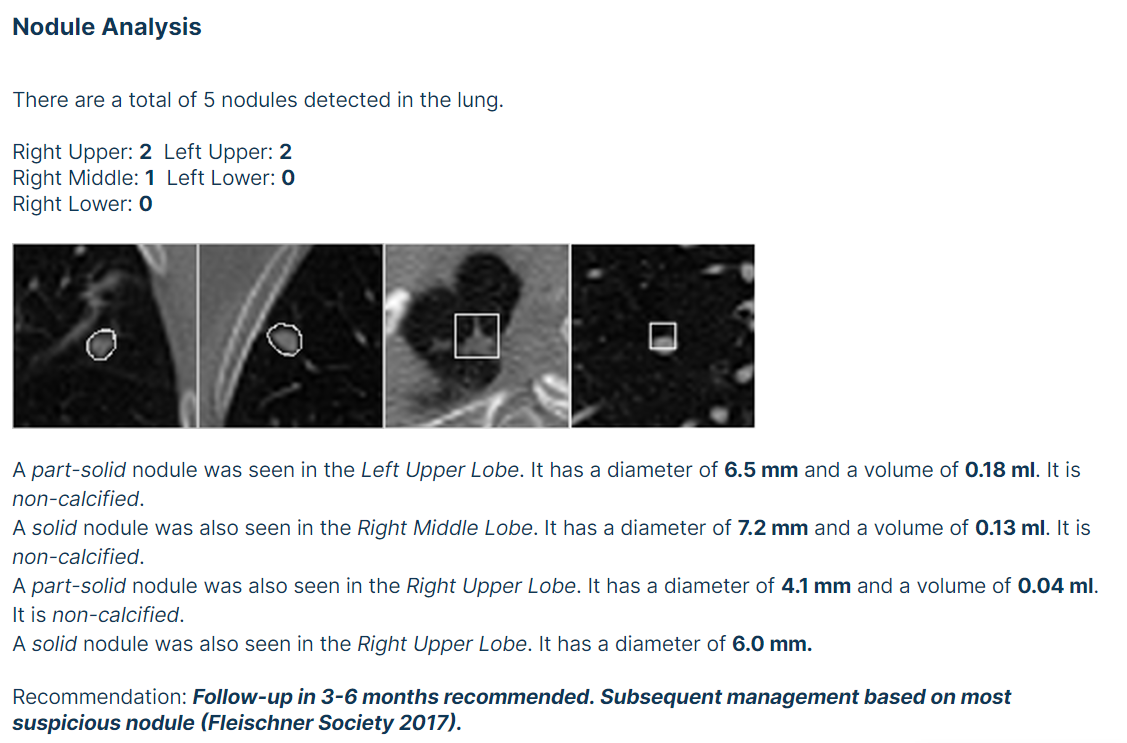 Nodule Analysis
There are a total of 5 nodules detected in the lung.
Right Upper: 2 Left Upper: 2
Right Middle: 1 Left Lower: 0
Right Lower: 0
A part-solid nodule was seen in the Left Upper Lobe. It has a diameter of 6.5 mm and a volume of 0.18 ml. It is
non-calcified.
A solid nodule was also seen in the Right Middle Lobe. It has a diameter of 7.2 mm and a volume of 0.13 ml. It is
non-calcified.
A part-solid nodule was also seen in the Right Upper Lobe. It has a diameter of 4.1 mm and a volume of 0.04 ml.
It is non-calcified.
A solid nodule was also seen in the Right Upper Lobe. It has a diameter of 6.0 mm.
Recommendation: Follow-up in 3-6 months recommended. Subsequent management based on most
suspicious nodule (Fleischner Society 2017).